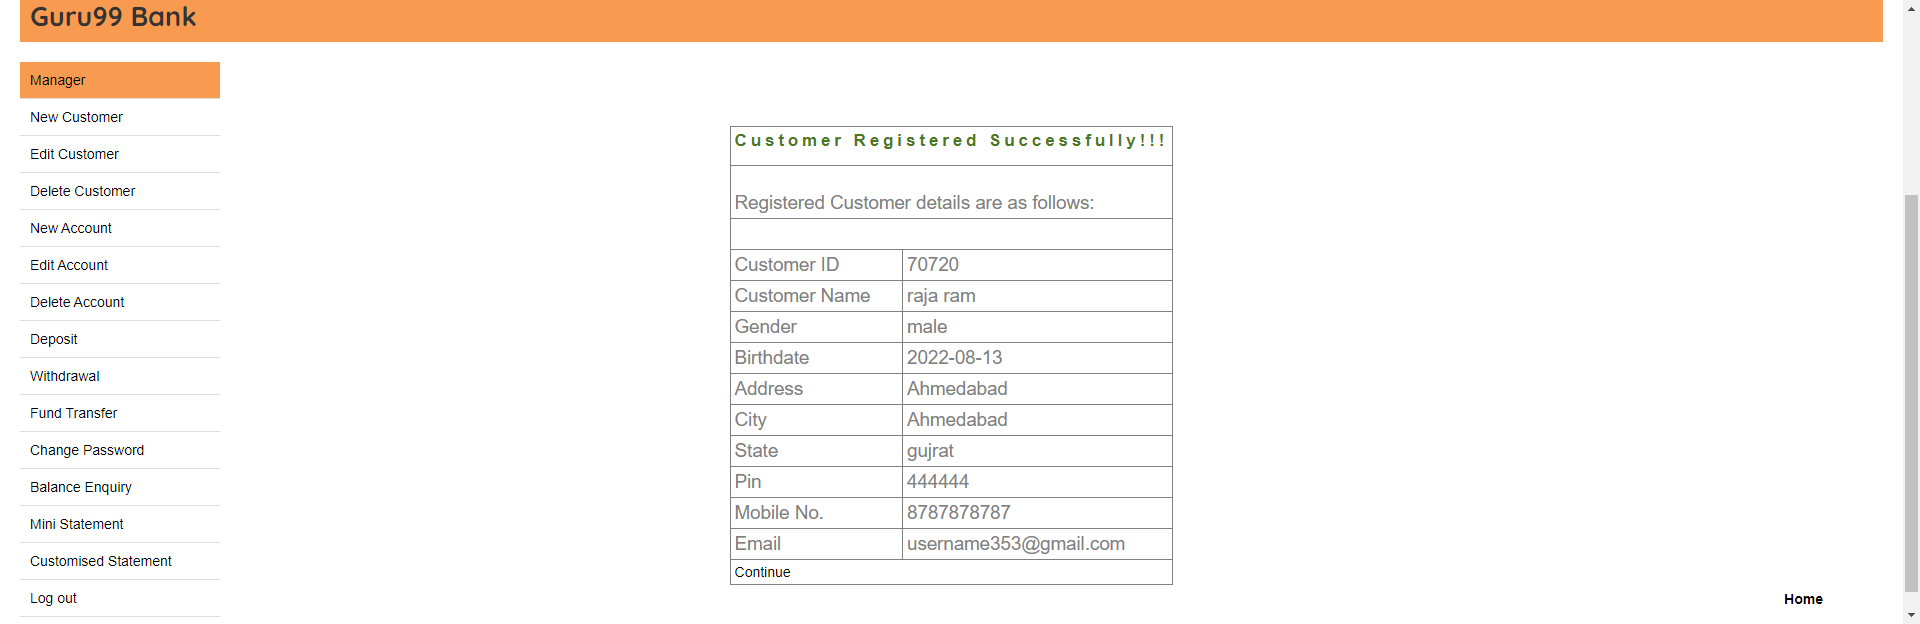 Guru99 Bank
Manager
New Customer
Edit Customer
Delete Customer
New Account
Edit Account
Delete Account
Deposit
Withdrawal
Fund Transfer
Change Password
Balance Enquiry
Mini Statement
Customised Statement
Log out
Customer Registered Successfully!!!
Registered Customer details are as follows:
Customer ID 70720
Customer Name raja ram
Gender male
Birthdate 2022-08-13
Address Ahmedabad
City Ahmedabad
State gujrat
Pin 444444
Mobile No. 8787878787
Email username353@gmail.com
Continue
Home